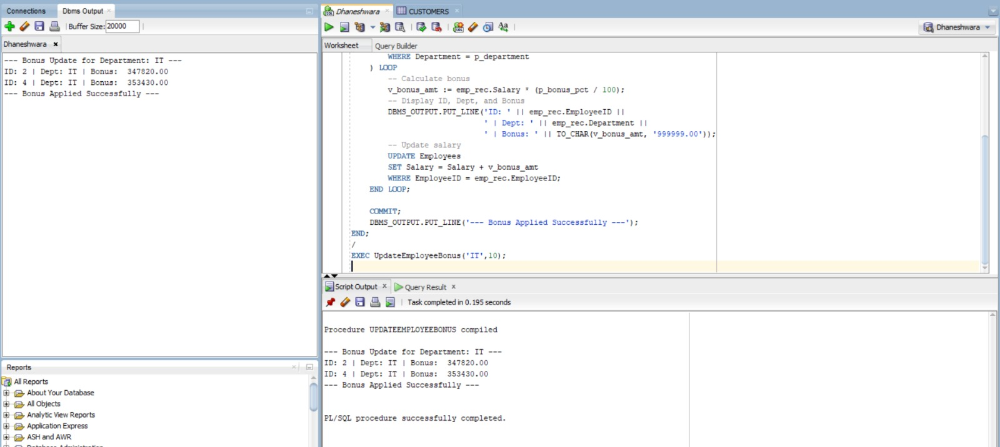 Connections
Dbms Output
Buffer Size: 20000
Dhaneshwara
--- Bonus Update for Department: IT ---
ID: 2 | Dept: IT | Bonus:  347820.00
ID: 4 | Dept: IT | Bonus:  353430.00
--- Bonus Applied Successfully ---
Reports
All Reports
About Your Database
All Objects
Analytic View Reports
Application Express
ASH and AWR
Database Administration
Dhaneshwara
CUSTOMERS
Dhaneshwara
Worksheet
Query Builder
WHERE Department = p_department
) LOOP
-- Calculate bonus
v_bonus_amt := emp_rec.Salary * (p_bonus_pct / 100);
-- Display ID, Dept, and Bonus
DBMS_OUTPUT.PUT_LINE('ID: ' || emp_rec.EmployeeID ||
' | Dept: ' || emp_rec.Department ||
' | Bonus: ' || TO_CHAR(v_bonus_amt, '999999.00'));
-- Update salary
UPDATE Employees
SET Salary = Salary + v_bonus_amt
WHERE EmployeeID = emp_rec.EmployeeID;
END LOOP;
COMMIT;
DBMS_OUTPUT.PUT_LINE('--- Bonus Applied Successfully ---');
END;
/
EXEC UpdateEmployeeBonus('IT',10);
Script Output
Query Result
Task completed in 0.195 seconds
Procedure UPDATEEMPLOYEEBONUS compiled
--- Bonus Update for Department: IT ---
ID: 2 | Dept: IT | Bonus:  347820.00
ID: 4 | Dept: IT | Bonus:  353430.00
--- Bonus Applied Successfully ---
PL/SQL procedure successfully completed.